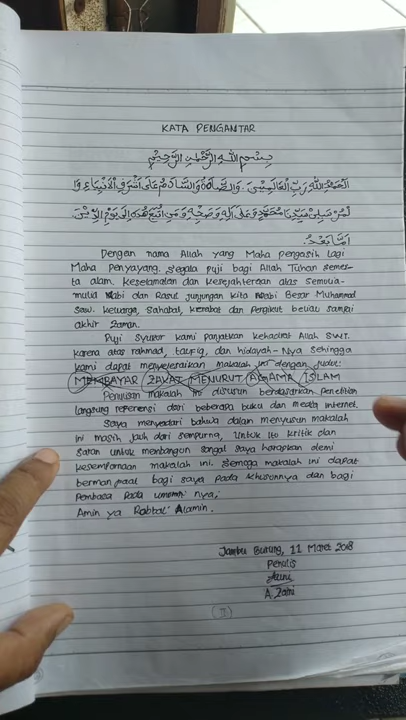 KATA PENGANTAR
بِسْمِ اللّٰهِ الرَّحْمٰنِ الرَّحِيْمِ
الْحَمْدُ لِلّٰهِ رَبِّ الْعَالَمِيْنَ. وَالصَّلَاةُ وَالسَّلَامُ عَلَى اَشْرَفِ الْاَنْبِيَاءِ وَا
لْمُرْسَلِيْنَ سَيِّدِنَا مُحَمَّدٍ وَعَلَى اٰلِهِ وَصَحْبِهِ وَمَنِ اتَّبَعَ هُدَاهُ اِلَى يَوْمِ الدِّيْنِ.
اَمَّا بَعْدُ:
Dengan nama Allah yang Maha pengasih lagi
Maha Penyayang. Segala puji bagi Allah Tuhan semes-
ta alam. Keselamatan dan kesejahteraan atas semulia-
mulia Nabi dan Rasul junjungan kita Nabi Besar Muhammad
Saw. Keluarga, Sahabat, kerabat dan Pengikut beliau sampai
akhir zaman.
Puji Syukur kami Panjatkan kehadirat Allah SWT.
karena atas rahmad, taufiq, dan hidayah-Nya sehingga
kami dapat menyelesaikan makalah ini dengan judul:
MEMBAYAR ZAKAT MENURUT AGAMA ISLAM
Penulisan makalah ini disusun berdasarkan penelitian
langsung referensi dari beberapa buku dan media internet.
Saya menyadari bahwa dalam menyusun makalah
ini masih jauh dari sempurna, untuk itu kritik dan
saran untuk membangun sangat saya harapkan demi
kesempurnaan makalah ini. Semoga makalah ini dapat
bermanfaat bagi saya pada khususnya dan bagi
Pembaca Pada umumnya;
Amin ya Rabbal' Alamin.
Jambu Burung, 11 Maret 2018
Penulis
A. Zaini
(II)